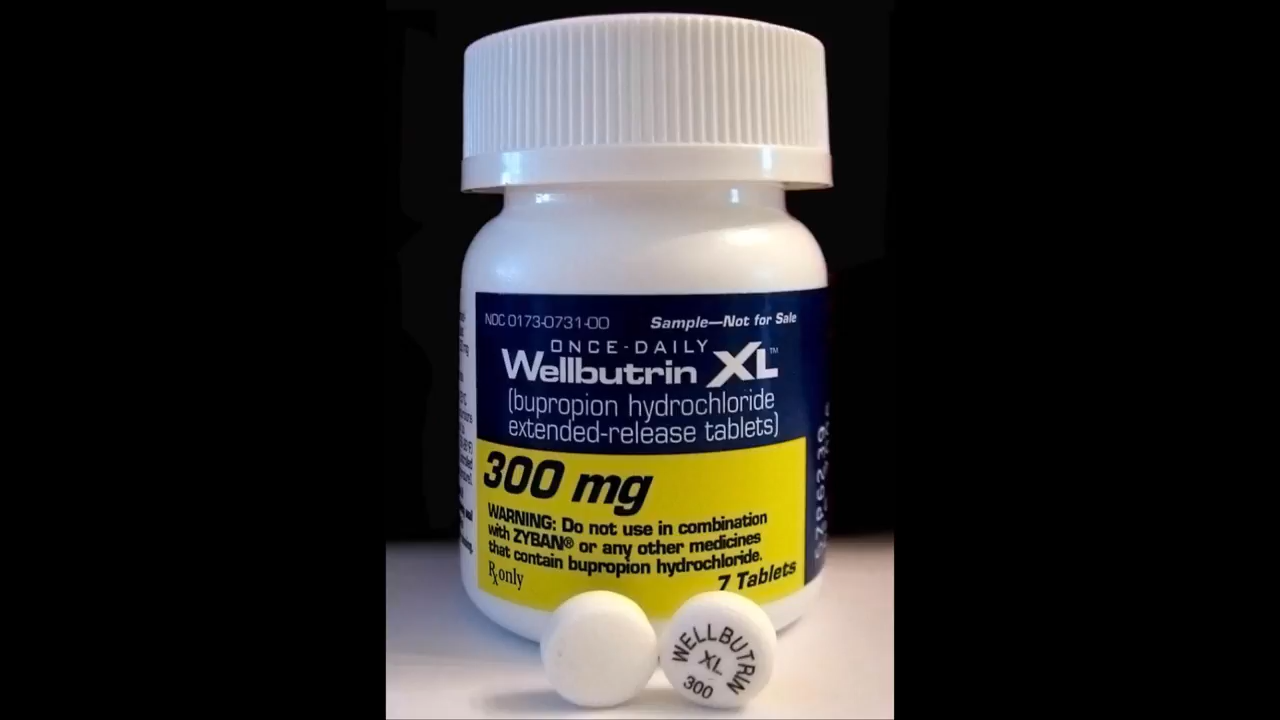 NDC 0173-0731-00 Sample—Not for Sale
ONCE-DAILY
Wellbutrin XL™
(bupropion hydrochloride
extended-release tablets)
300 mg
WARNING: Do not use in combination
with ZYBAN® or any other medicines
that contain bupropion hydrochloride.
Rx only
7 Tablets
WELLBUTRIN
XL
300